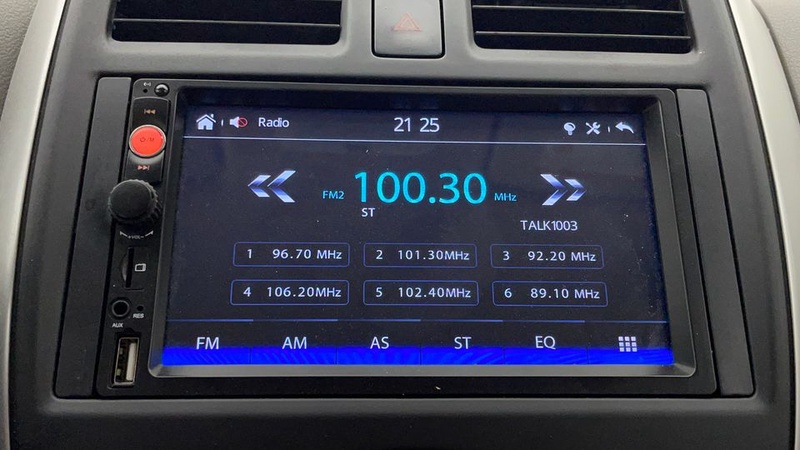 Radio
21 25
FM2 100.30 MHz
ST
TALK1003
1 96.70 MHz 2 101.30MHz 3 92.20 MHz
4 106.20MHz 5 102.40MHz 6 89.10 MHz
FM AM AS ST EQ
VOL
RES
AUX